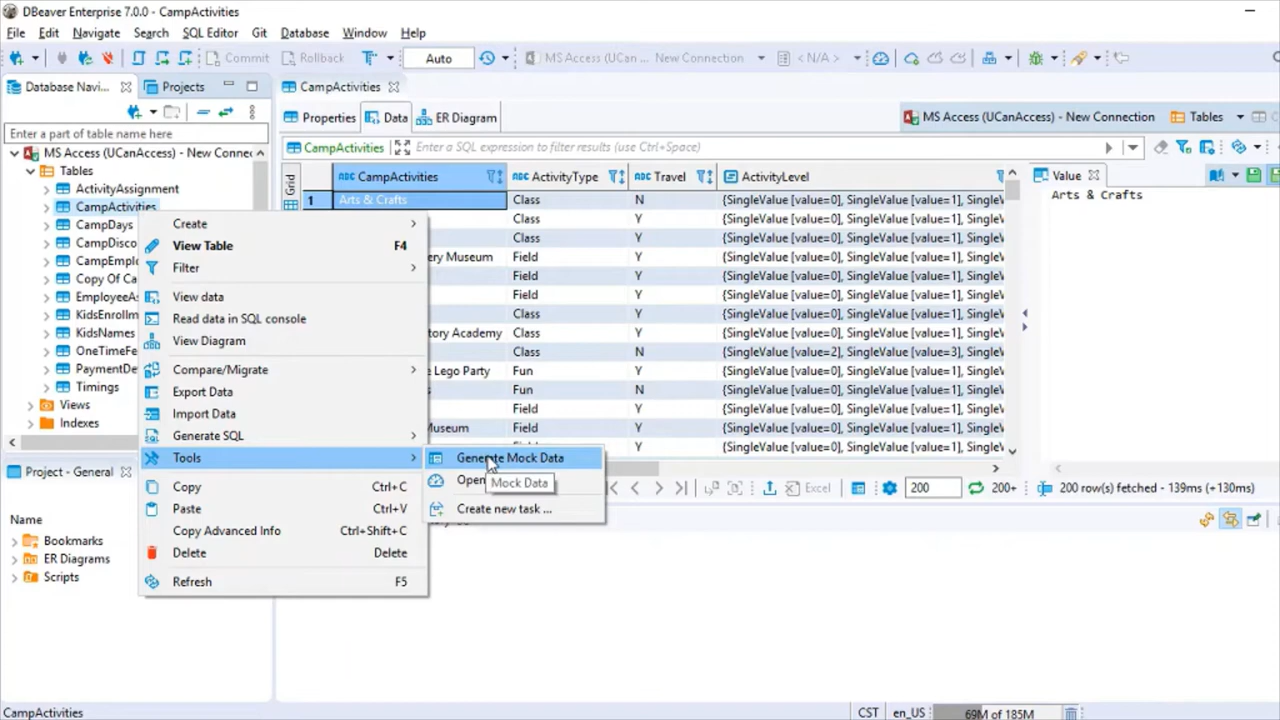 DBeaver Enterprise 7.0.0 - CampActivities
File Edit Navigate Search SQL Editor Git Database Window Help
Commit Rollback Auto MS Access (UCan ... New Connection < N/A >
Database Navi... Projects CampActivities
Properties Data ER Diagram MS Access (UCanAccess) - New Connection Tables
Enter a part of table name here
CampActivities Enter a SQL expression to filter results (use Ctrl+Space)
MS Access (UCanAccess) - New Connec
Tables
ActivityAssignment
CampActivities
CampDays
CampDisco
CampEmplo
Copy Of Ca
EmployeeAs
KidsEnrollm
KidsNames
OneTimeFe
PaymentDe
Timings
Views
Indexes
Project - General
Name
Bookmarks
ER Diagrams
Scripts
Create
View Table F4
Filter
View data
Read data in SQL console
View Diagram
Compare/Migrate
Export Data
Import Data
Generate SQL
Tools
Copy Ctrl+C
Paste Ctrl+V
Copy Advanced Info Ctrl+Shift+C
Delete Delete
Refresh F5
Generate Mock Data
Open
Mock Data
Create new task ...
Grid
ABC CampActivities ABC ActivityType ABC Travel ActivityLevel
1 Arts & Crafts Class N {SingleValue [value=0], SingleValue [value=1], SingleV
Class Y {SingleValue [value=0], SingleValue [value=1], SingleV
Class Y {SingleValue [value=0], SingleValue [value=1], SingleV
ery Museum Field Y {SingleValue [value=0], SingleValue [value=1], SingleV
Field Y {SingleValue [value=0], SingleValue [value=1], SingleV
Field Y {SingleValue [value=0], SingleValue [value=1], SingleV
Class Y {SingleValue [value=0], SingleValue [value=1], SingleV
tory Academy Class Y {SingleValue [value=0], SingleValue [value=1], SingleV
Class N {SingleValue [value=2], SingleValue [value=3], SingleV
e Lego Party Fun Y {SingleValue [value=0], SingleValue [value=1], SingleV
s Fun N {SingleValue [value=0], SingleValue [value=1], SingleV
Field Y {SingleValue [value=0], SingleValue [value=1], SingleV
Museum Field Y {SingleValue [value=0], SingleValue [value=1], SingleV
Y {SingleValue [value=0], SingleValue [value=1], SingleV
Value
Arts & Crafts
Excel 200 200+ 200 row(s) fetched - 139ms (+130ms)
CampActivities CST en_US 69M of 185M